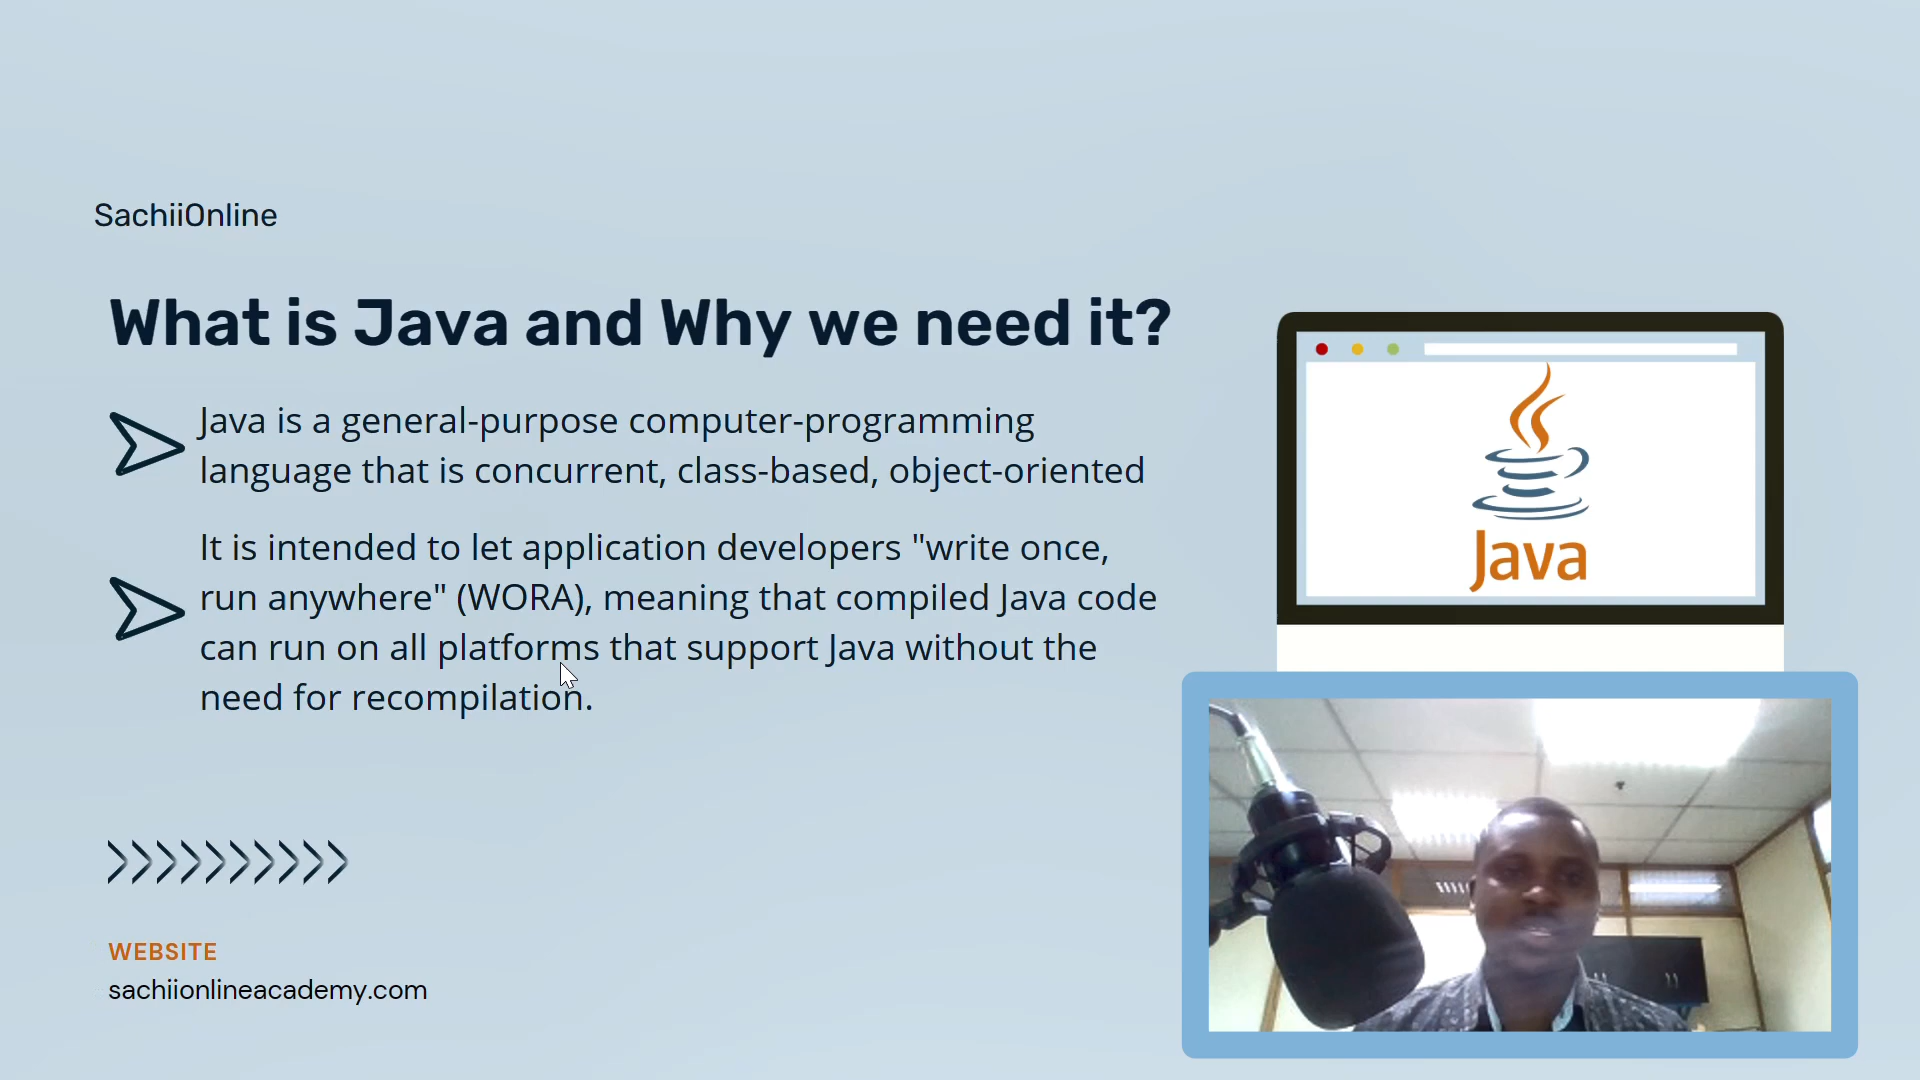 SachiiOnline
What is Java and Why we need it?
Java is a general-purpose computer-programming
language that is concurrent, class-based, object-oriented
It is intended to let application developers "write once,
run anywhere" (WORA), meaning that compiled Java code
can run on all platforms that support Java without the
need for recompilation.
Java
WEBSITE
sachiionlineacademy.com